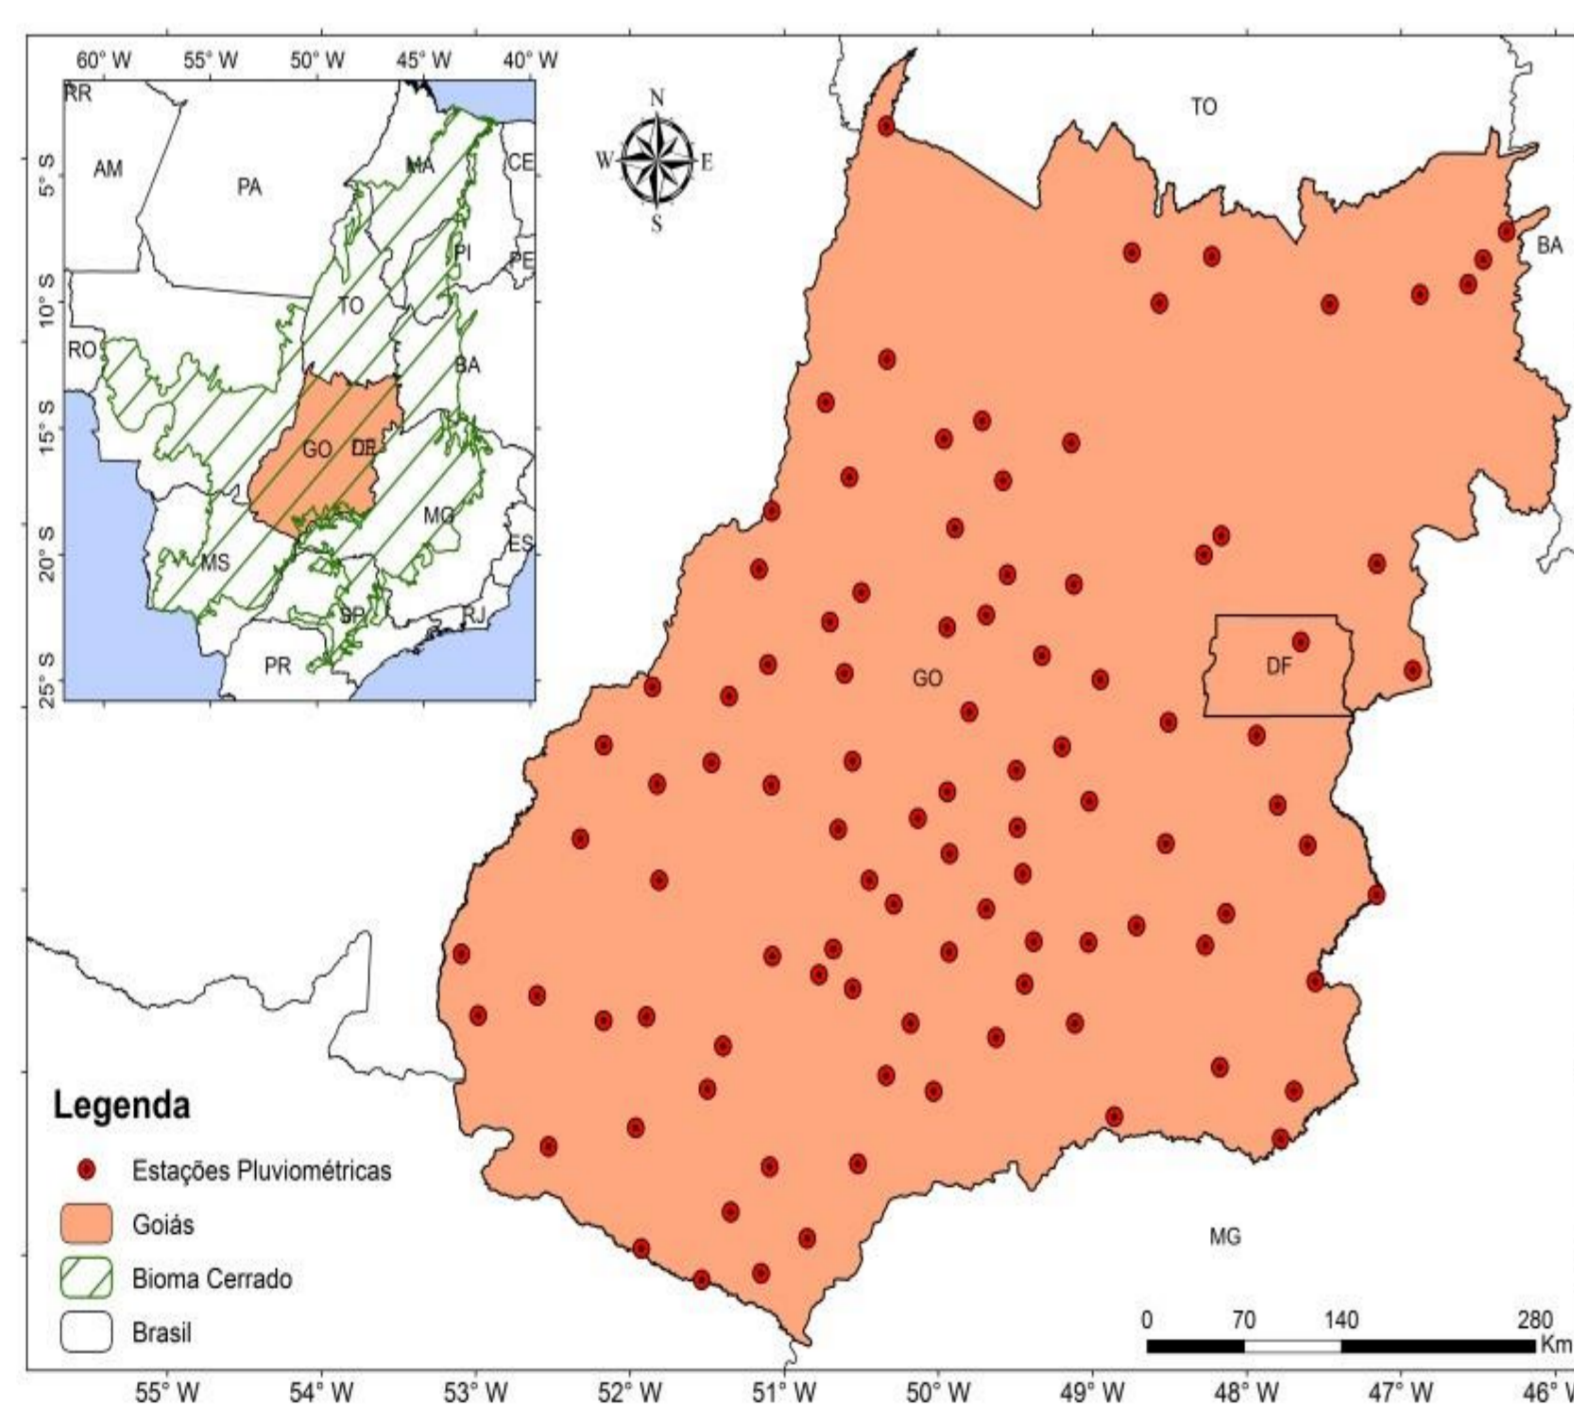 60° W 55° W 50° W 45° W 40° W
RR
AM
PA
MA
CE
PI
PE
TO
RO
BA
GO
DF
MG
ES
MS
SP
RJ
PR
5° S
10° S
15° S
20° S
25° S
N
W E
S
TO
BA
GO
DF
MG
Legenda
Estações Pluviométricas
Goiás
Bioma Cerrado
Brasil
0 70 140 280
Km
55° W 54° W 53° W 52° W 51° W 50° W 49° W 48° W 47° W 46° W